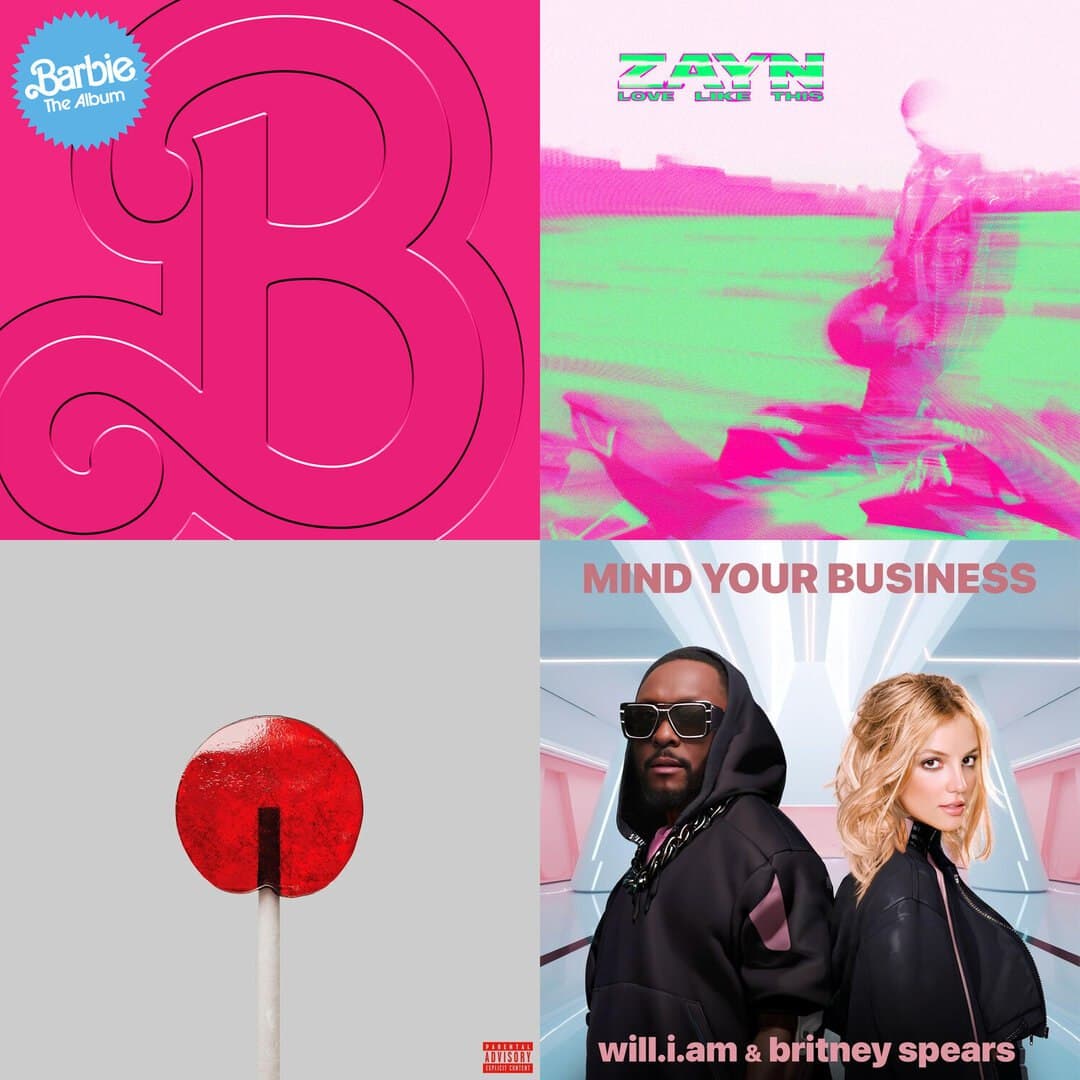 Barbie
The Album
ZAYN
LOVE LIKE THIS
PARENTAL
ADVISORY
EXPLICIT CONTENT
MIND YOUR BUSINESS
will.i.am & britney spears